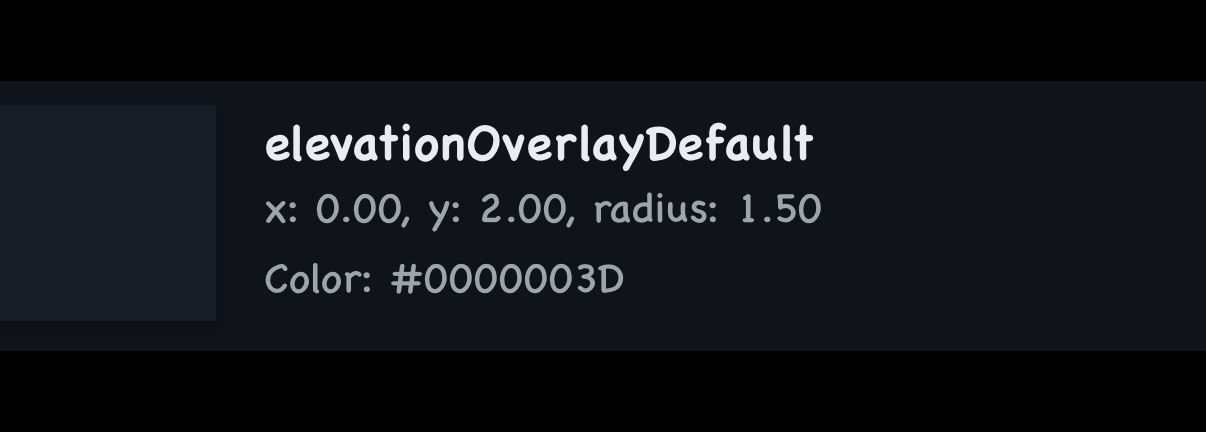 elevationOverlayDefault
x: 0.00, y: 2.00, radius: 1.50
Color: #0000003D